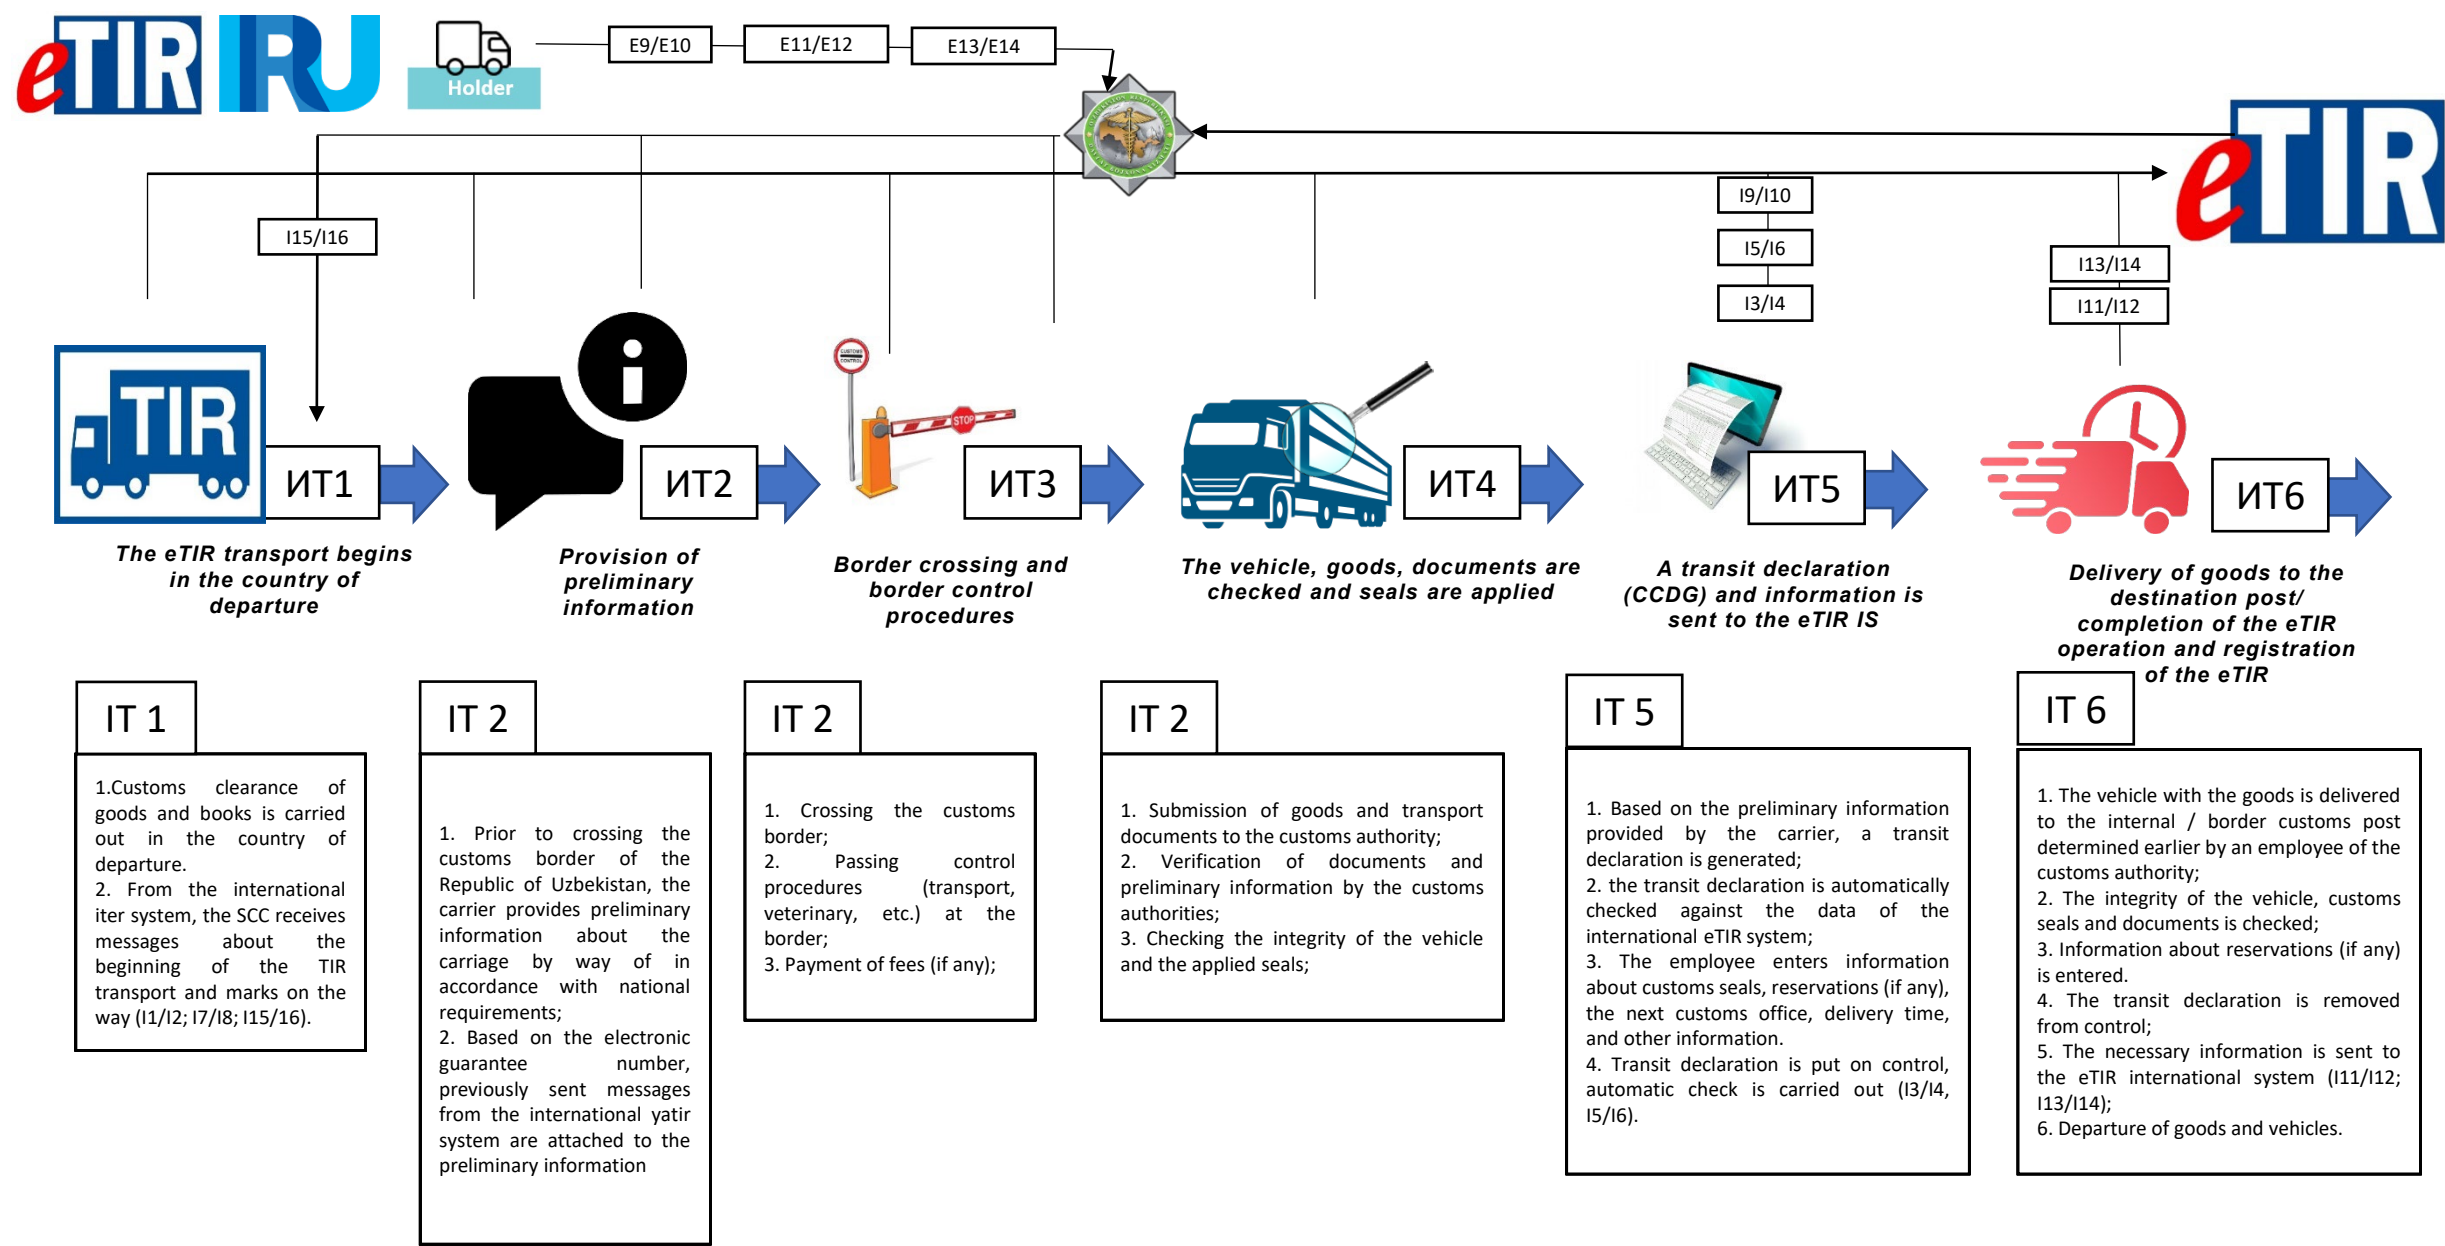 eTIR IRU
Holder
E9/E10
E11/E12
E13/E14
eTIR
I15/I16
I9/I10
I5/I6
I3/I4
I13/I14
I11/I12
TIR
CUSTOMS
CONTROL
STOP
ИТ1
ИТ2
ИТ3
ИТ4
ИТ5
ИТ6
The eTIR transport begins
in the country of
departure
Provision of
preliminary
information
Border crossing and
border control
procedures
The vehicle, goods, documents are
checked and seals are applied
A transit declaration
(CCDG) and information is
sent to the eTIR IS
Delivery of goods to the
destination post/
completion of the eTIR
operation and registration
of the eTIR
IT 1
1.Customs clearance of
goods and books is carried
out in the country of
departure.
2. From the international
iter system, the SCC receives
messages about the
beginning of the TIR
transport and marks on the
way (I1/I2; I7/I8; I15/16).
IT 2
1. Prior to crossing the
customs border of the
Republic of Uzbekistan, the
carrier provides preliminary
information about the
carriage by way of in
accordance with national
requirements;
2. Based on the electronic
guarantee number,
previously sent messages
from the international yatir
system are attached to the
preliminary information
IT 2
1. Crossing the customs
border;
2. Passing control
procedures (transport,
veterinary, etc.) at the
border;
3. Payment of fees (if any);
IT 2
1. Submission of goods and transport
documents to the customs authority;
2. Verification of documents and
preliminary information by the customs
authorities;
3. Checking the integrity of the vehicle
and the applied seals;
IT 5
1. Based on the preliminary information
provided by the carrier, a transit
declaration is generated;
2. the transit declaration is automatically
checked against the data of the
international eTIR system;
3. The employee enters information
about customs seals, reservations (if any),
the next customs office, delivery time,
and other information.
4. Transit declaration is put on control,
automatic check is carried out (I3/I4,
I5/I6).
IT 6
1. The vehicle with the goods is delivered
to the internal / border customs post
determined earlier by an employee of the
customs authority;
2. The integrity of the vehicle, customs
seals and documents is checked;
3. Information about reservations (if any)
is entered.
4. The transit declaration is removed
from control;
5. The necessary information is sent to
the eTIR international system (I11/I12;
I13/I14);
6. Departure of goods and vehicles.